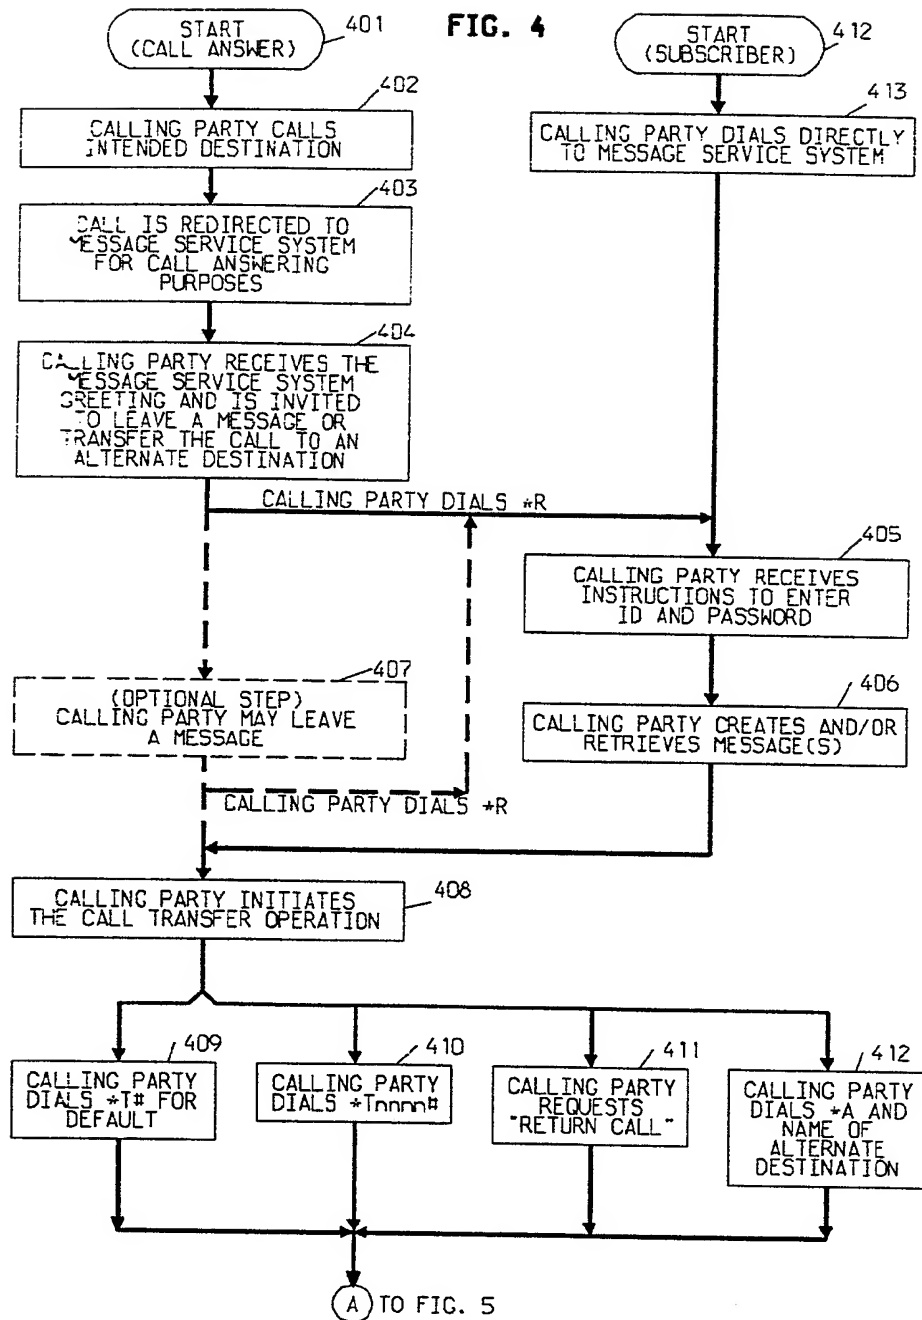 FIG. 4
START
(CALL ANSWER)
401
402
CALLING PARTY CALLS
INTENDED DESTINATION
403
CALL IS REDIRECTED TO
MESSAGE SERVICE SYSTEM
FOR CALL ANSWERING
PURPOSES
404
CALLING PARTY RECEIVES THE
MESSAGE SERVICE SYSTEM
GREETING AND IS INVITED
TO LEAVE A MESSAGE OR
TRANSFER THE CALL TO AN
ALTERNATE DESTINATION
START
(SUBSCRIBER)
412
413
CALLING PARTY DIALS DIRECTLY
TO MESSAGE SERVICE SYSTEM
CALLING PARTY DIALS *R
405
CALLING PARTY RECEIVES
INSTRUCTIONS TO ENTER
ID AND PASSWORD
406
CALLING PARTY CREATES AND/OR
RETRIEVES MESSAGE(S)
407
(OPTIONAL STEP)
CALLING PARTY MAY LEAVE
A MESSAGE
CALLING PARTY DIALS *R
408
CALLING PARTY INITIATES
THE CALL TRANSFER OPERATION
409
CALLING PARTY
DIALS *T# FOR
DEFAULT
410
CALLING PARTY
DIALS *Tnnnn#
411
CALLING PARTY
REQUESTS
"RETURN CALL"
412
CALLING PARTY
DIALS *A AND
NAME OF
ALTERNATE
DESTINATION
A TO FIG. 5